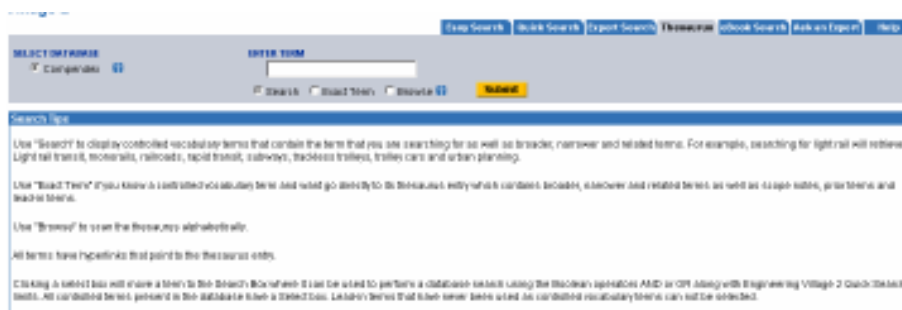 Village 2
Easy Search Quick Search Expert Search Thesaurus eBook Search Ask an Expert Help
SELECT DATABASE ENTER TERM
Compendex
Search Exact Term Browse Submit
Search Tips
Use "Search" to display controlled vocabulary terms that contain the term that you are searching for as well as broader, narrower and related terms. For example, searching for light rail will retrieve
Light rail transit, monorails, railroads, rapid transit, subways, trackless trolleys, trolley cars and urban planning.
Use "Exact Term" if you know a controlled vocabulary term and want go directly to its thesaurus entry which contains broader, narrower and related terms as well as scope notes, prior terms and
leadin terms.
Use "Browse" to scan the thesaurus alphabetically.
All terms have hyperlinks that point to the thesaurus entry.
Clicking a select box will move a term to the Search Box where it can be used to perform a database search using the Boolean operators AND or OR along with Engineering Village 2 Quick Search
limits. All controlled terms present in the database have a Select box. Leadin terms that have never been used as controlled vocabulary terms can not be selected.